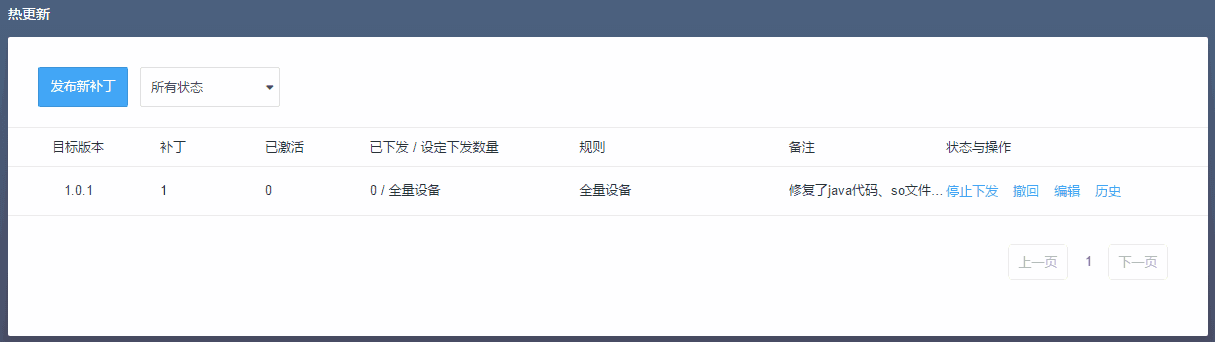 热更新
发布新补丁 所有状态
目标版本 补丁 已激活 已下发 / 设定下发数量 规则 备注 状态与操作
1.0.1 1 0 0 / 全量设备 全量设备 修复了java代码、so文件... 停止下发 撤回 编辑 历史
上一页 1 下一页